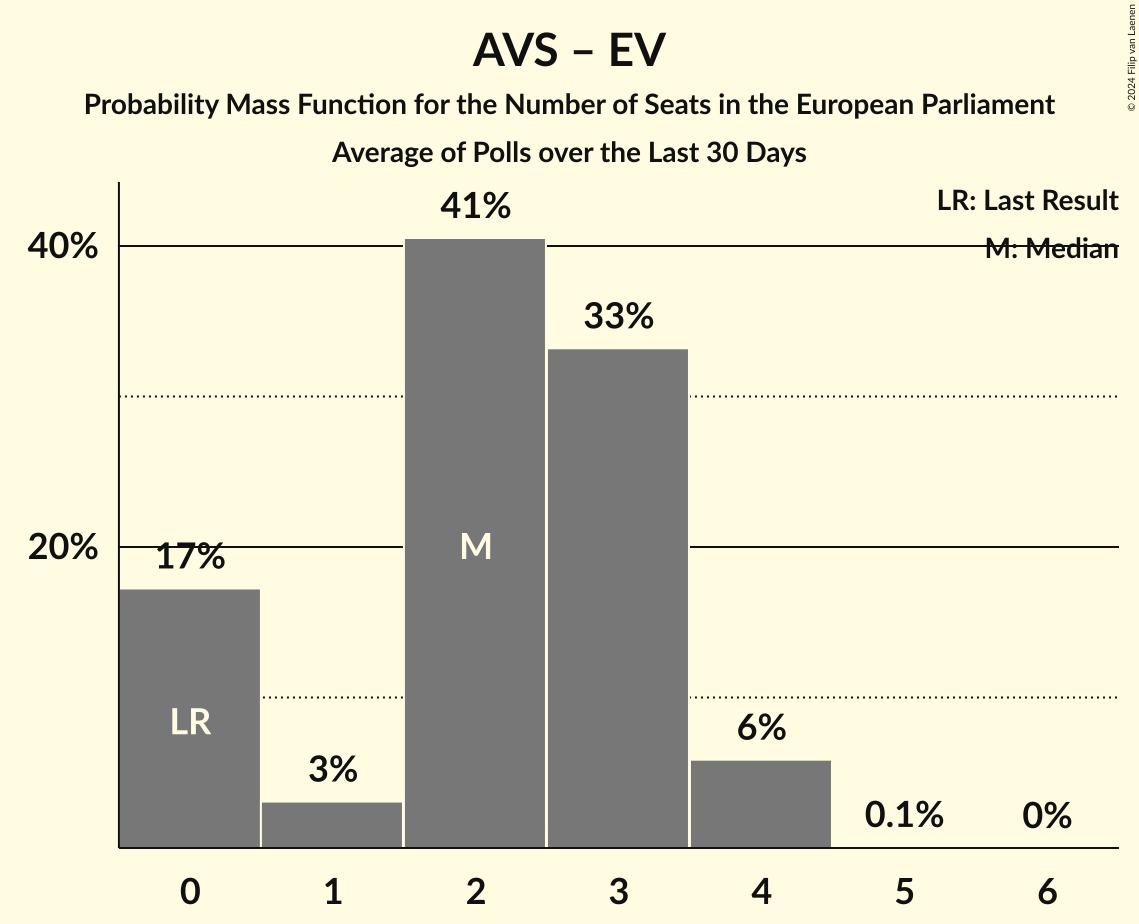 AVS – EV
Probability Mass Function for the Number of Seats in the European Parliament
Average of Polls over the Last 30 Days
© 2024 Filip van Laenen
LR: Last Result
M: Median
41%
40%
33%
20%
17%
M
LR
6%
3%
0.1%
0%
0 1 2 3 4 5 6